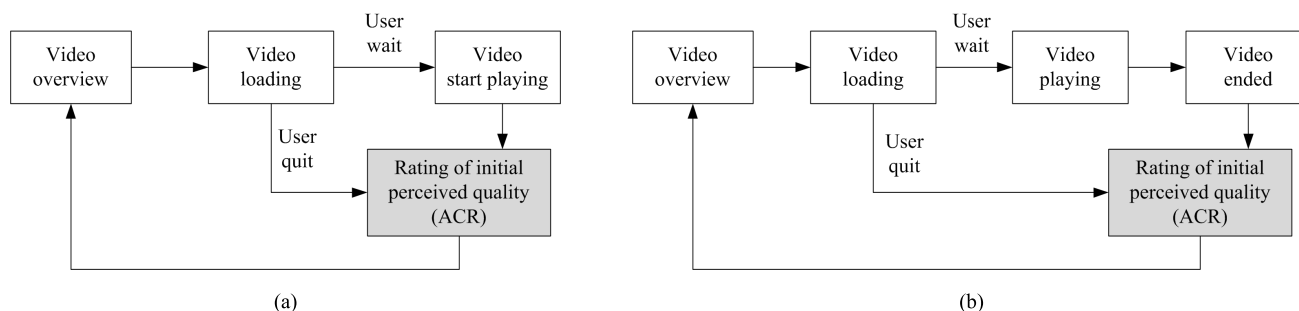 Video
overview
Video
loading
User
wait
Video
start playing
User
quit
Rating of initial
perceived quality
(ACR)
(a)
Video
overview
Video
loading
User
wait
Video
playing
Video
ended
User
quit
Rating of initial
perceived quality
(ACR)
(b)